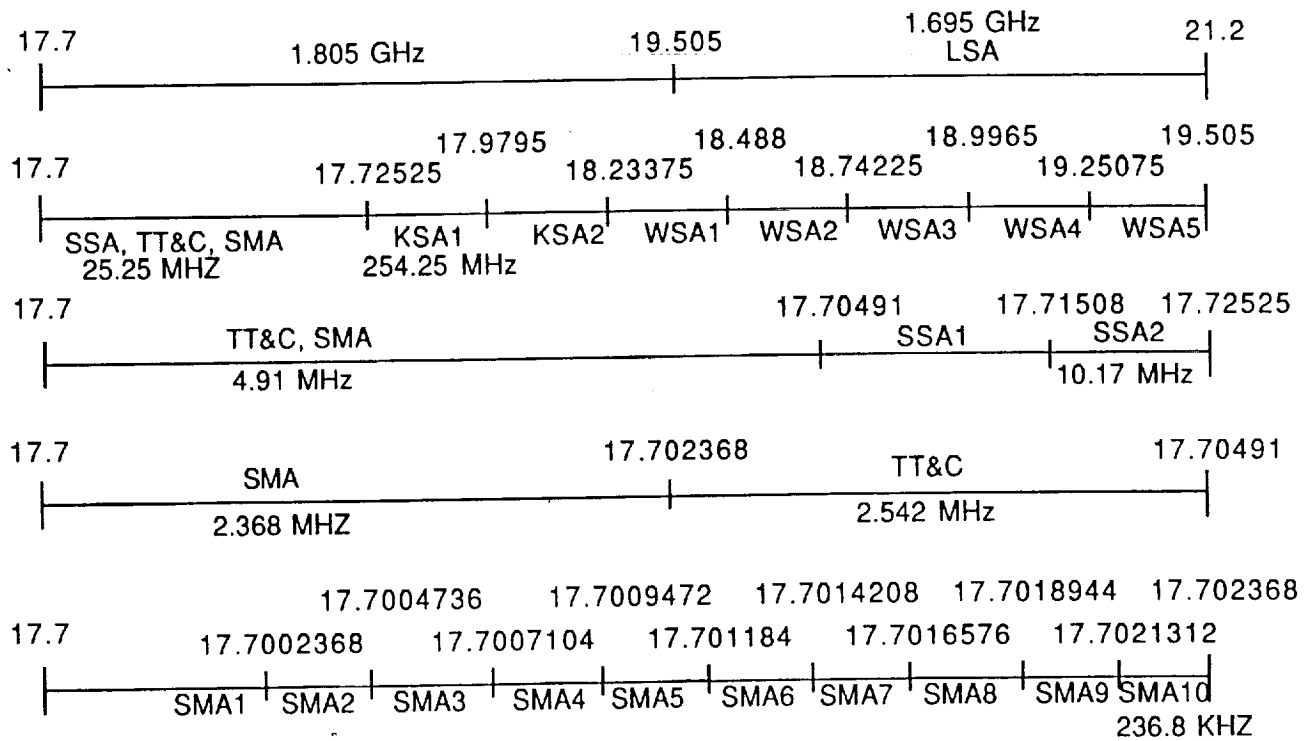 17.7 1.805 GHz 19.505 1.695 GHz 21.2
LSA
17.9795 18.488 18.9965 19.505
17.7 17.72525 18.23375 18.74225 19.25075
SSA, TT&C, SMA KSA1 KSA2 WSA1 WSA2 WSA3 WSA4 WSA5
25.25 MHZ 254.25 MHz
17.7 17.70491 17.71508 17.72525
TT&C, SMA SSA1 SSA2
4.91 MHz 10.17 MHz
17.7 17.702368 17.70491
SMA TT&C
2.368 MHZ 2.542 MHz
17.7004736 17.7009472 17.7014208 17.7018944 17.702368
17.7 17.7002368 17.7007104 17.701184 17.7016576 17.7021312
SMA1 SMA2 SMA3 SMA4 SMA5 SMA6 SMA7 SMA8 SMA9 SMA10
236.8 KHZ